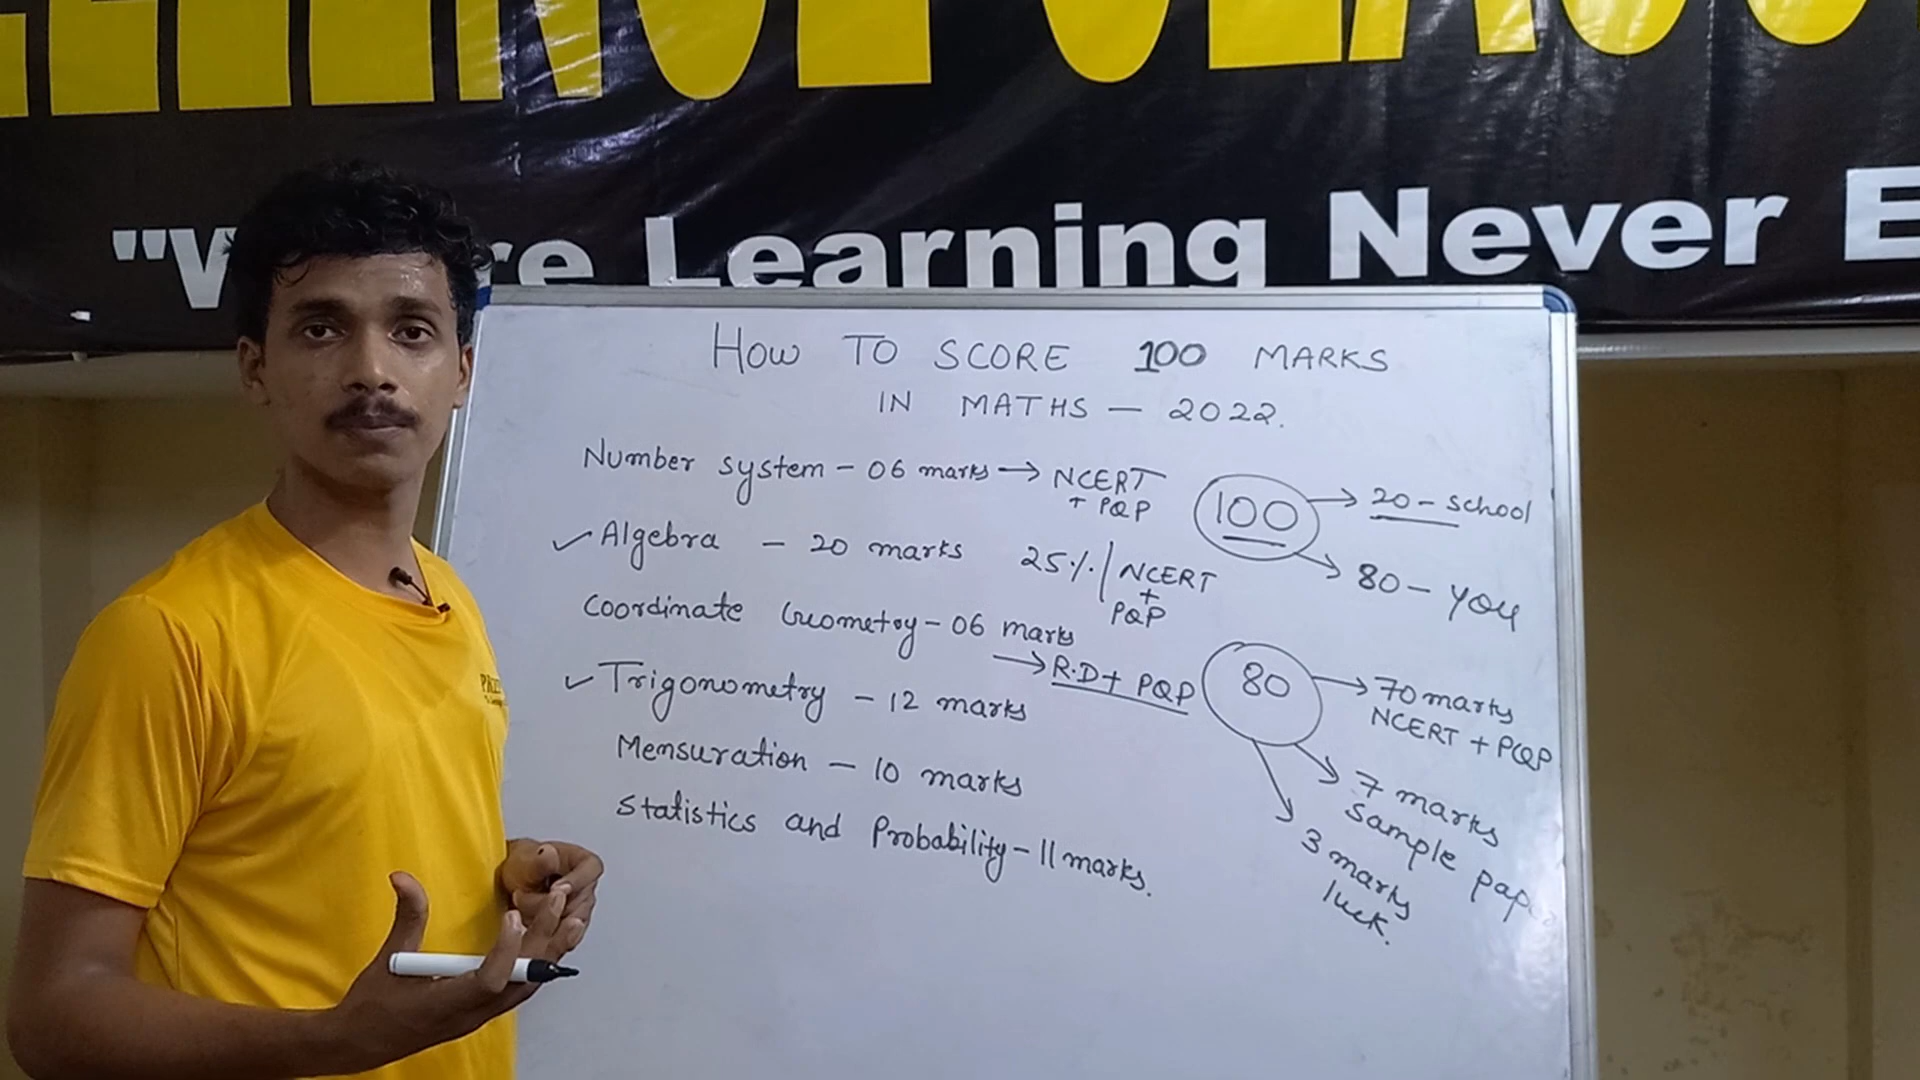 "Where Learning Never E
HOW TO SCORE 100 MARKS
IN MATHS — 2022.
Number system - 06 marks → NCERT
+ PQP
✓ Algebra - 20 marks 25% / NCERT
+
PQP
Coordinate Geometry - 06 marks
→ R.D + PQP
✓ Trigonometry - 12 marks
Mensuration - 10 marks
Statistics and Probability - 11 marks.
100 → 20 - School
→ 80 - You
80 → 70 marks
NCERT + PQP
→ 7 marks
Sample pape
→ 3 marks
luck.